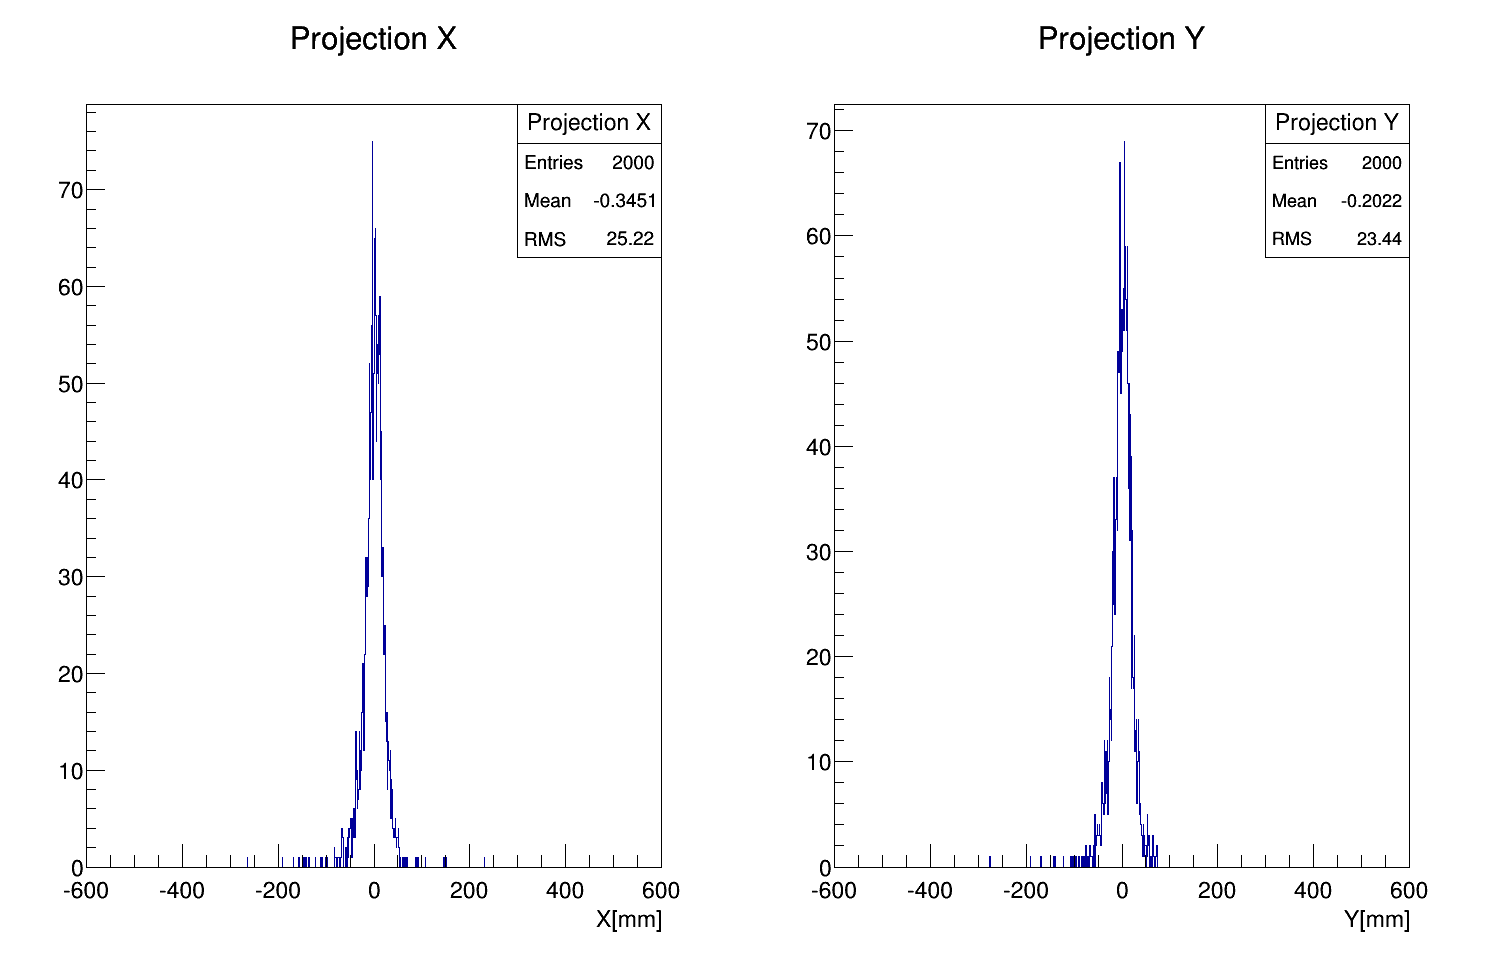 Projection X
Projection X
Entries 2000
Mean -0.3451
RMS 25.22
70
60
50
40
30
20
10
0
-600 -400 -200 0 200 400 600
X[mm]
Projection Y
Projection Y
Entries 2000
Mean -0.2022
RMS 23.44
70
60
50
40
30
20
10
0
-600 -400 -200 0 200 400 600
Y[mm]